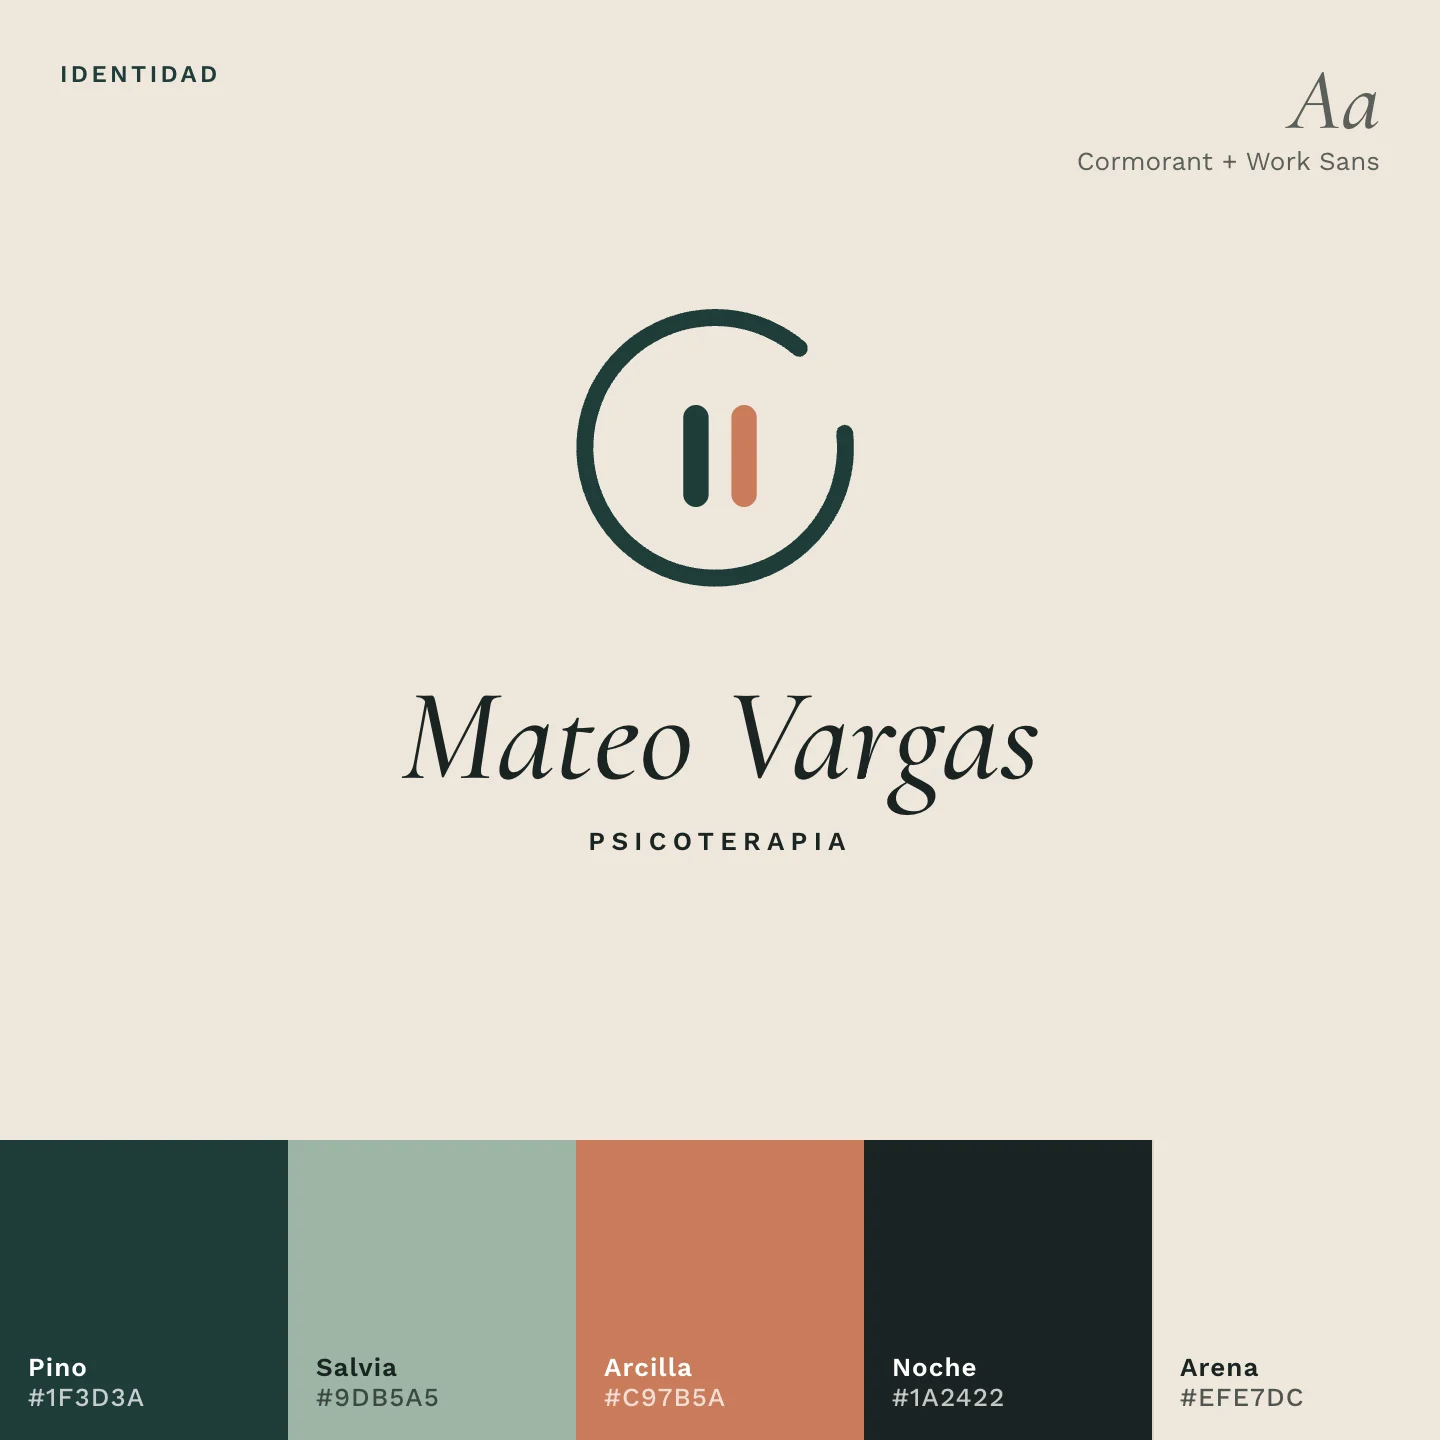 IDENTIDAD
Aa
Cormorant + Work Sans
Mateo Vargas
PSICOTERAPIA
Pino
#1F3D3A
Salvia
#9DB5A5
Arcilla
#C97B5A
Noche
#1A2422
Arena
#EFE7DC